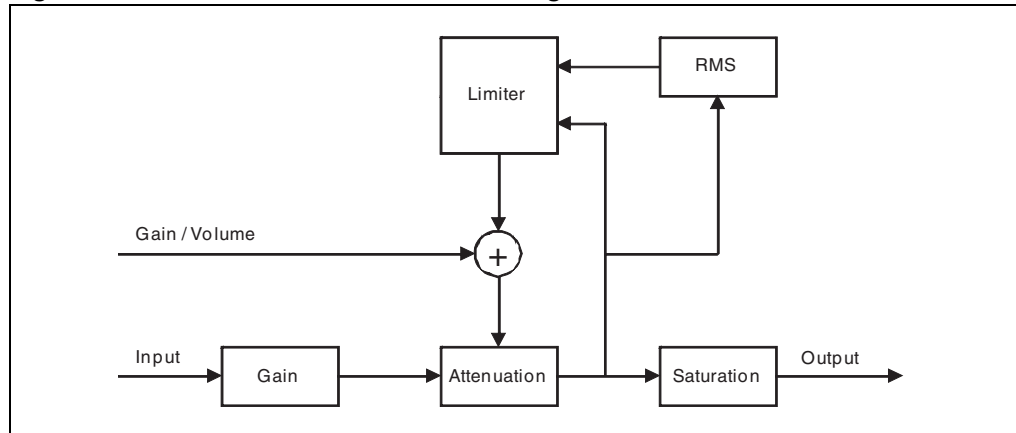 RMS
Limiter
Gain / Volume
+
Input
Gain
Attenuation
Saturation
Output